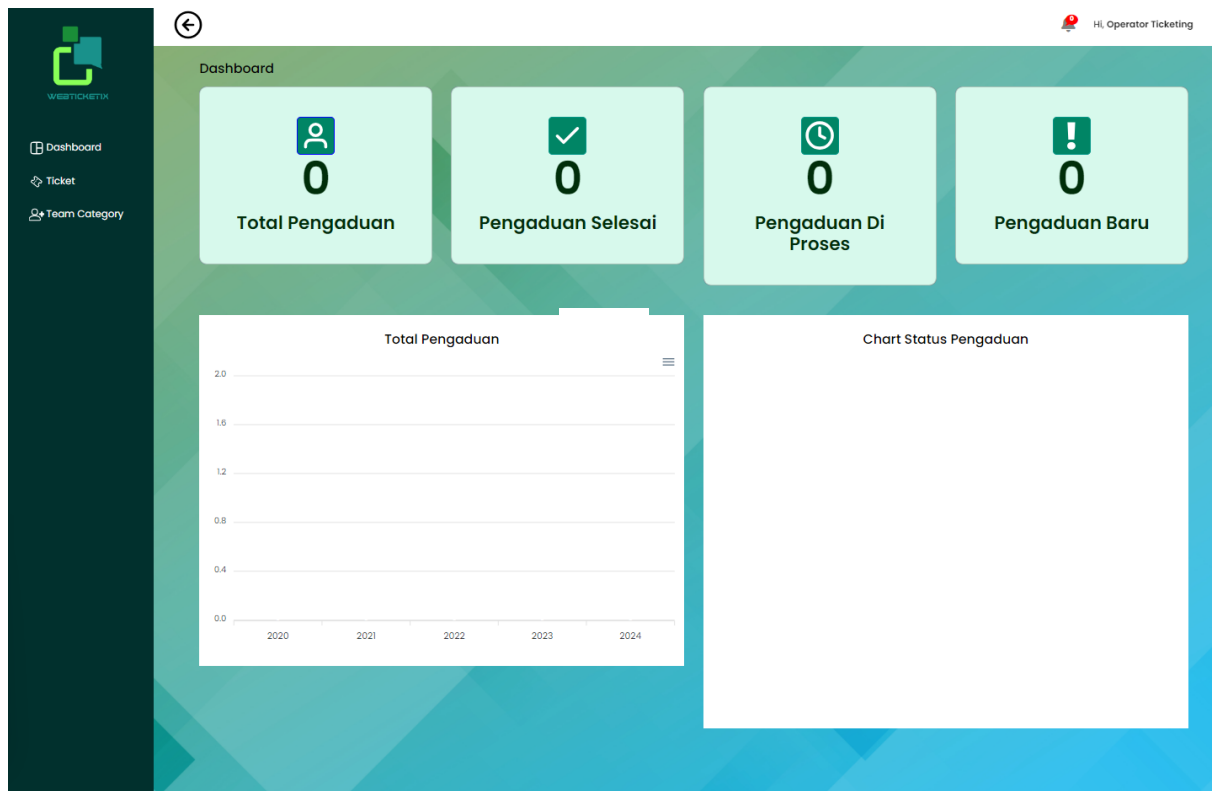 WEBTICKETIX
0
Hi, Operator Ticketing
Dashboard
Ticket
Team Category
Dashboard
0
Total Pengaduan
0
Pengaduan Selesai
0
Pengaduan Di
Proses
0
Pengaduan Baru
Total Pengaduan
2.0
1.6
1.2
0.8
0.4
0.0
2020
2021
2022
2023
2024
Chart Status Pengaduan